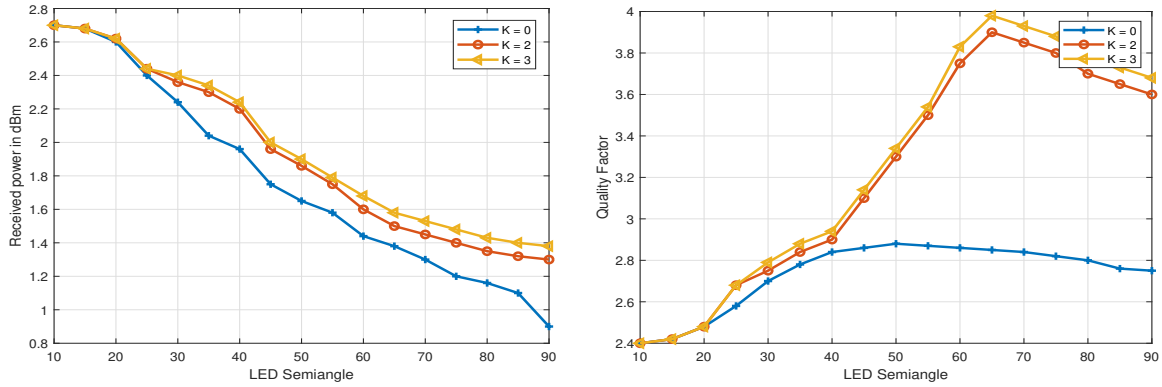 2.8
2.6
2.4
2.2
2
1.8
1.6
1.4
1.2
1
0.8
Received power in dBm
10 20 30 40 50 60 70 80 90
LED Semiangle
K = 0
K = 2
K = 3
4
3.8
3.6
3.4
3.2
3
2.8
2.6
2.4
Quality Factor
10 20 30 40 50 60 70 80 90
LED Semiangle
K = 0
K = 2
K = 3